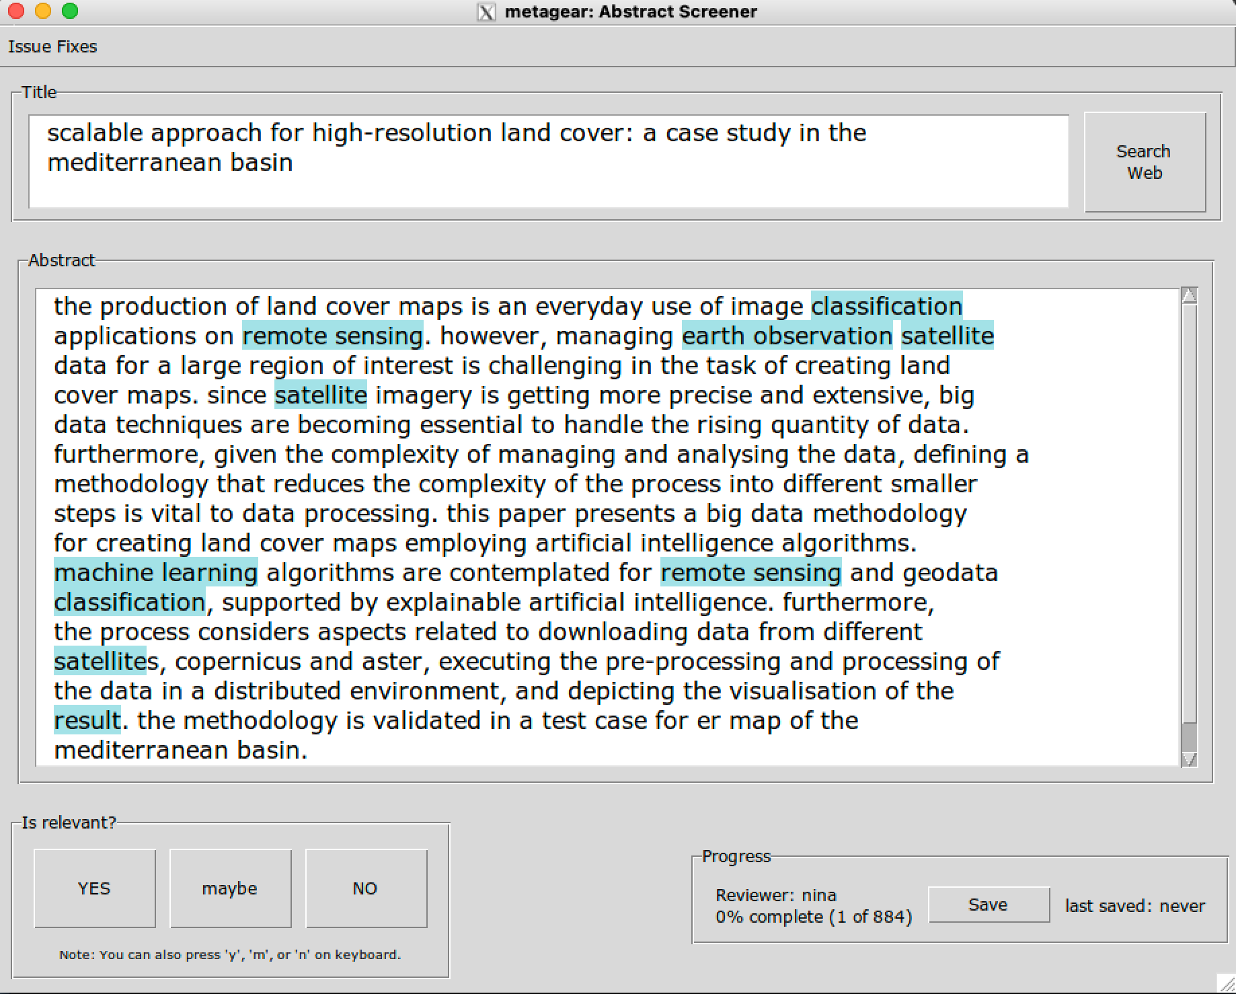 metagear: Abstract Screener
Issue Fixes
Title
scalable approach for high-resolution land cover: a case study in the
mediterranean basin
Search
Web
Abstract
the production of land cover maps is an everyday use of image classification
applications on remote sensing. however, managing earth observation satellite
data for a large region of interest is challenging in the task of creating land
cover maps. since satellite imagery is getting more precise and extensive, big
data techniques are becoming essential to handle the rising quantity of data.
furthermore, given the complexity of managing and analysing the data, defining a
methodology that reduces the complexity of the process into different smaller
steps is vital to data processing. this paper presents a big data methodology
for creating land cover maps employing artificial intelligence algorithms.
machine learning algorithms are contemplated for remote sensing and geodata
classification, supported by explainable artificial intelligence. furthermore,
the process considers aspects related to downloading data from different
satellites, copernicus and aster, executing the pre-processing and processing of
the data in a distributed environment, and depicting the visualisation of the
result. the methodology is validated in a test case for er map of the
mediterranean basin.
Is relevant?
YES
maybe
NO
Note: You can also press 'y', 'm', or 'n' on keyboard.
Progress
Reviewer: nina
0% complete (1 of 884)
Save
last saved: never